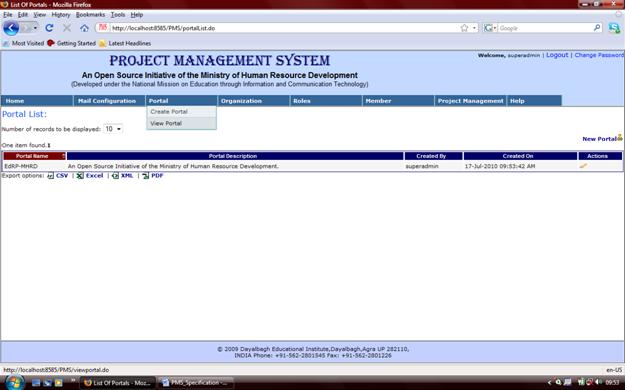 List Of Portals - Mozilla Firefox
File Edit View History Bookmarks Tools Help
http://localhost:8585/PMS/portalList.do
Google
Most Visited Getting Started Latest Headlines
PROJECT MANAGEMENT SYSTEM
Welcome, superadmin | Logout | Change Password
An Open Source Initiative of the Ministry of Human Resource Development
(Developed under the National Mission on Education through Information and Communication Technology)
Home Mail Configuration Portal Organization Roles Member Project Management Help
Create Portal
View Portal
Portal List:
Number of records to be displayed: 10
New Portal
One item found.1
Portal Name Portal Description Created By Created On Actions
EdRP-MHRD An Open Source Initiative of the Ministry of Human Resource Development. superadmin 17-Jul-2010 09:53:42 AM
Export options: CSV | Excel | XML | PDF
© 2009 Dayalbagh Educational Institute,Dayalbagh,Agra UP 282110,
INDIA Phone: +91-562-2801545 Fax: +91-562-2801226
http://localhost:8585/PMS/viewportal.do
en-US
List Of Portals - Moz...
PMS_Specification -...
09:53